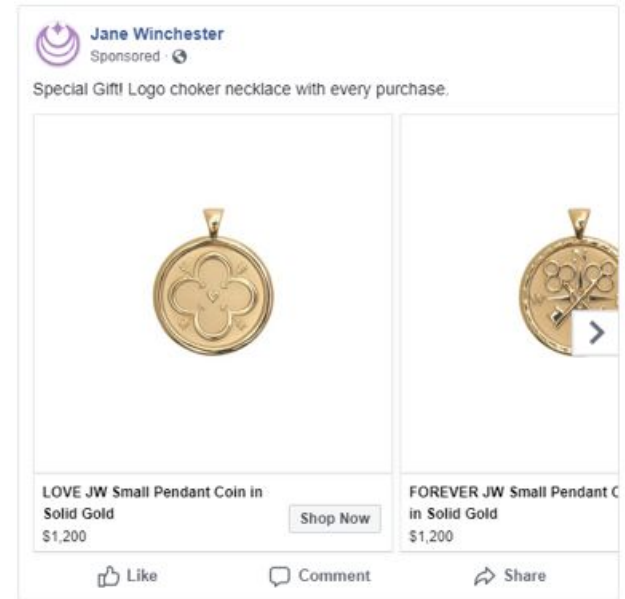 Jane Winchester
Sponsored ·
Special Gift! Logo choker necklace with every purchase.
LOVE JW Small Pendant Coin in
Solid Gold
$1,200
Shop Now
FOREVER JW Small Pendant
in Solid Gold
$1,200
Like
Comment
Share